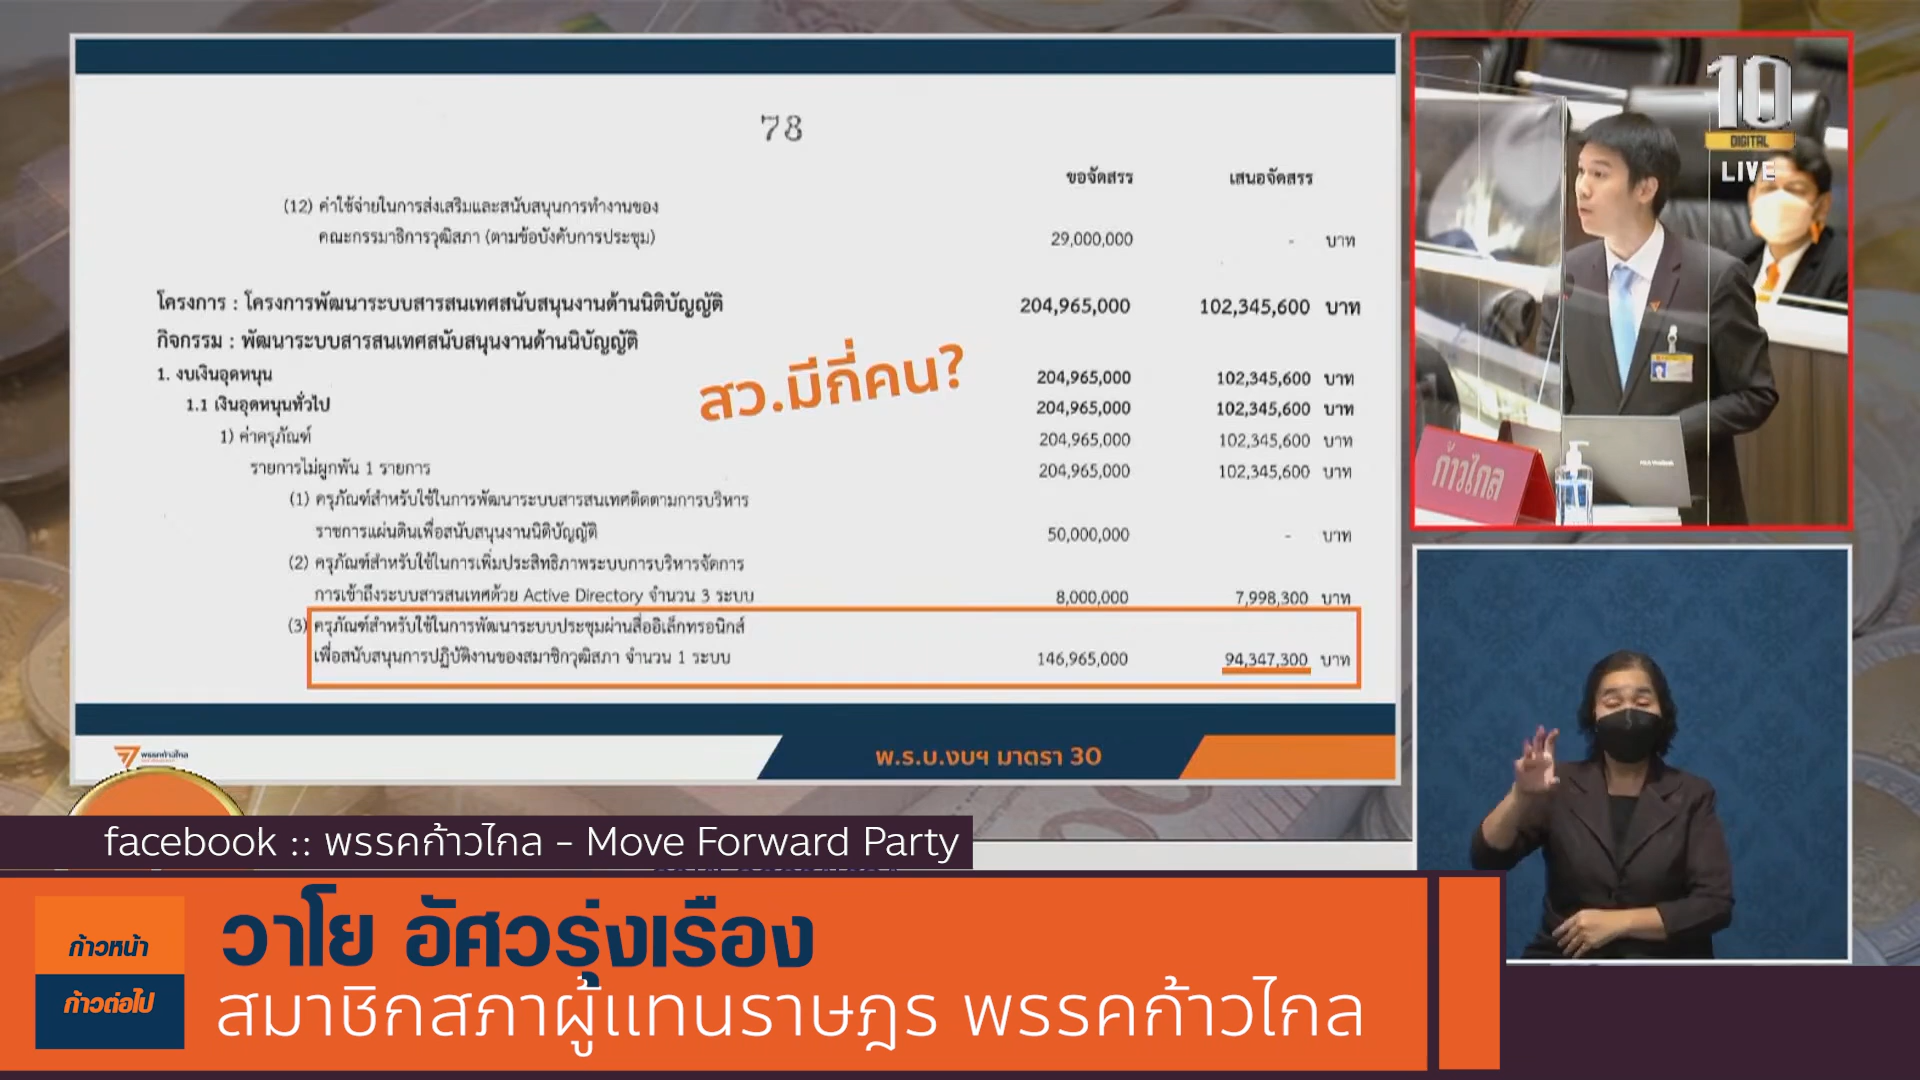 78
ขอจัดสรร เสนอจัดสรร
(12) ค่าใช้จ่ายในการส่งเสริมและสนับสนุนการทำงานของ
คณะกรรมาธิการวุฒิสภา (ตามข้อบังคับการประชุม) 29,000,000 - บาท
โครงการ : โครงการพัฒนาระบบสารสนเทศสนับสนุนงานด้านนิติบัญญัติ 204,965,000 102,345,600 บาท
กิจกรรม : พัฒนาระบบสารสนเทศสนับสนุนงานด้านนิบัญญัติ
สว.มีกี่คน?
1. งบเงินอุดหนุน 204,965,000 102,345,600 บาท
1.1 เงินอุดหนุนทั่วไป 204,965,000 102,345,600 บาท
1) ค่าครุภัณฑ์ 204,965,000 102,345,600 บาท
รายการไม่ผูกพัน 1 รายการ 204,965,000 102,345,600 บาท
(1) ครุภัณฑ์สำหรับใช้ในการพัฒนาระบบสารสนเทศติดตามการบริหาร
ราชการแผ่นดินเพื่อสนับสนุนงานนิติบัญญัติ 50,000,000 - บาท
(2) ครุภัณฑ์สำหรับใช้ในการเพิ่มประสิทธิภาพระบบการบริหารจัดการ
การเข้าถึงระบบสารสนเทศด้วย Active Directory จำนวน 3 ระบบ 8,000,000 7,998,300 บาท
(3) ครุภัณฑ์สำหรับใช้ในการพัฒนาระบบประชุมผ่านสื่ออิเล็กทรอนิกส์
เพื่อสนับสนุนการปฏิบัติงานของสมาชิกวุฒิสภา จำนวน 1 ระบบ 146,965,000 94,347,300 บาท
พรรคก้าวไกล
พ.ร.บ.งบฯ มาตรา 30
10
DIGITAL
LIVE
ก้าวไกล
facebook :: พรรคก้าวไกล - Move Forward Party
ก้าวหน้า
ก้าวต่อไป
วาโย อัศวรุ่งเรือง
สมาชิกสภาผู้แทนราษฎร พรรคก้าวไกล